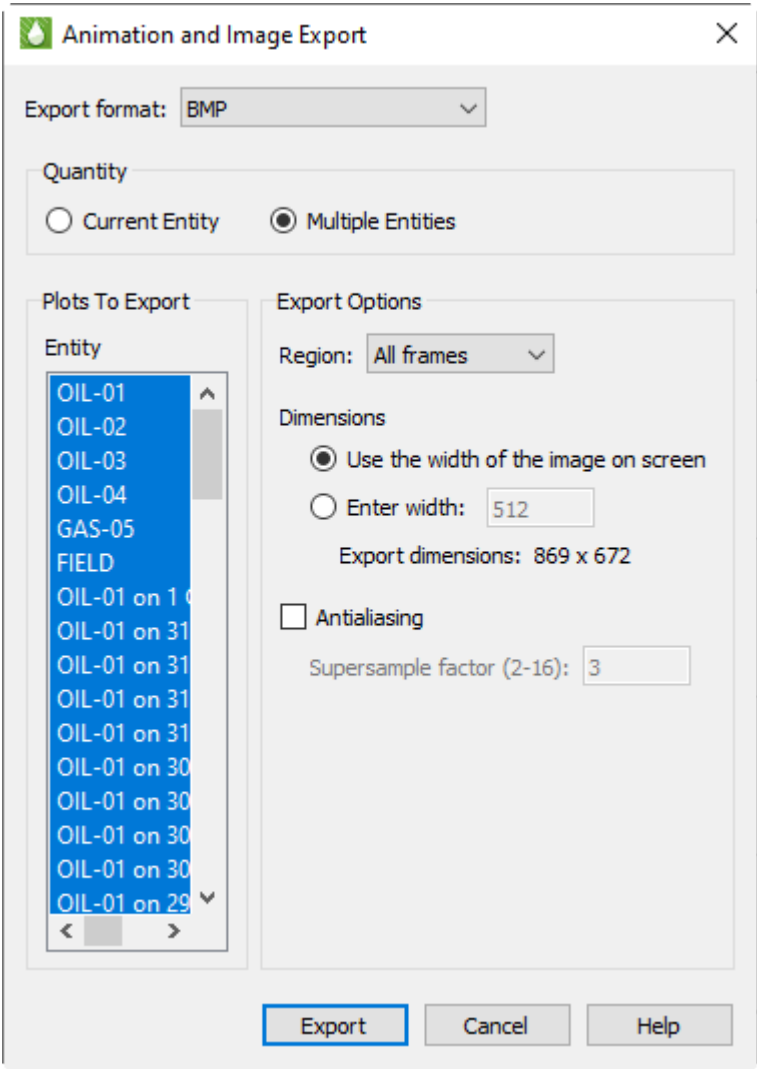 Animation and Image Export
Export format: BMP
Quantity
Current Entity
Multiple Entities
Plots To Export
Entity
OIL-01
OIL-02
OIL-03
OIL-04
GAS-05
FIELD
OIL-01 on 1
OIL-01 on 31
OIL-01 on 31
OIL-01 on 31
OIL-01 on 31
OIL-01 on 30
OIL-01 on 30
OIL-01 on 30
OIL-01 on 30
OIL-01 on 29
Export Options
Region: All frames
Dimensions
Use the width of the image on screen
Enter width: 512
Export dimensions: 869 x 672
Antialiasing
Supersample factor (2-16): 3
Export
Cancel
Help